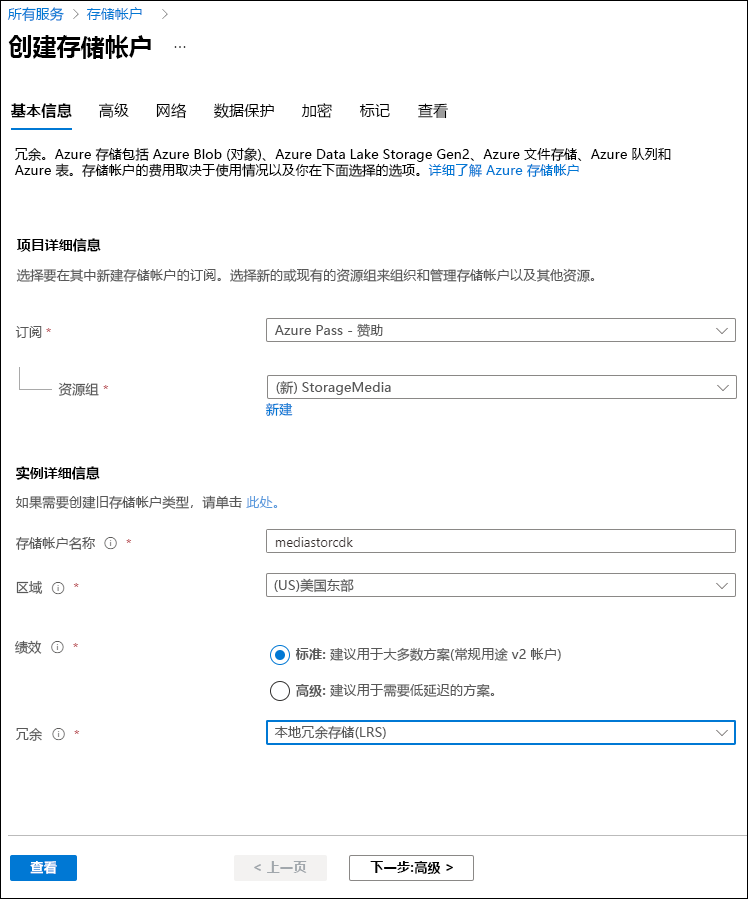 所有服务 > 存储帐户 >
创建存储帐户 ...
基本信息 高级 网络 数据保护 加密 标记 查看
冗余。Azure 存储包括 Azure Blob (对象)、Azure Data Lake Storage Gen2、Azure 文件存储、Azure 队列和
Azure 表。存储帐户的费用取决于使用情况以及你在下面选择的选项。详细了解 Azure 存储帐户
项目详细信息
选择要在其中新建存储帐户的订阅。选择新的或现有的资源组来组织和管理存储帐户以及其他资源。
订阅 * Azure Pass - 赞助
资源组 * (新) StorageMedia
新建
实例详细信息
如果需要创建旧存储帐户类型，请单击 此处。
存储帐户名称 * mediastorcdk
区域 * (US)美国东部
绩效 * 标准: 建议用于大多数方案(常规用途 v2 帐户)
高级: 建议用于需要低延迟的方案。
冗余 * 本地冗余存储(LRS)
查看 < 上一页 下一步:高级 >